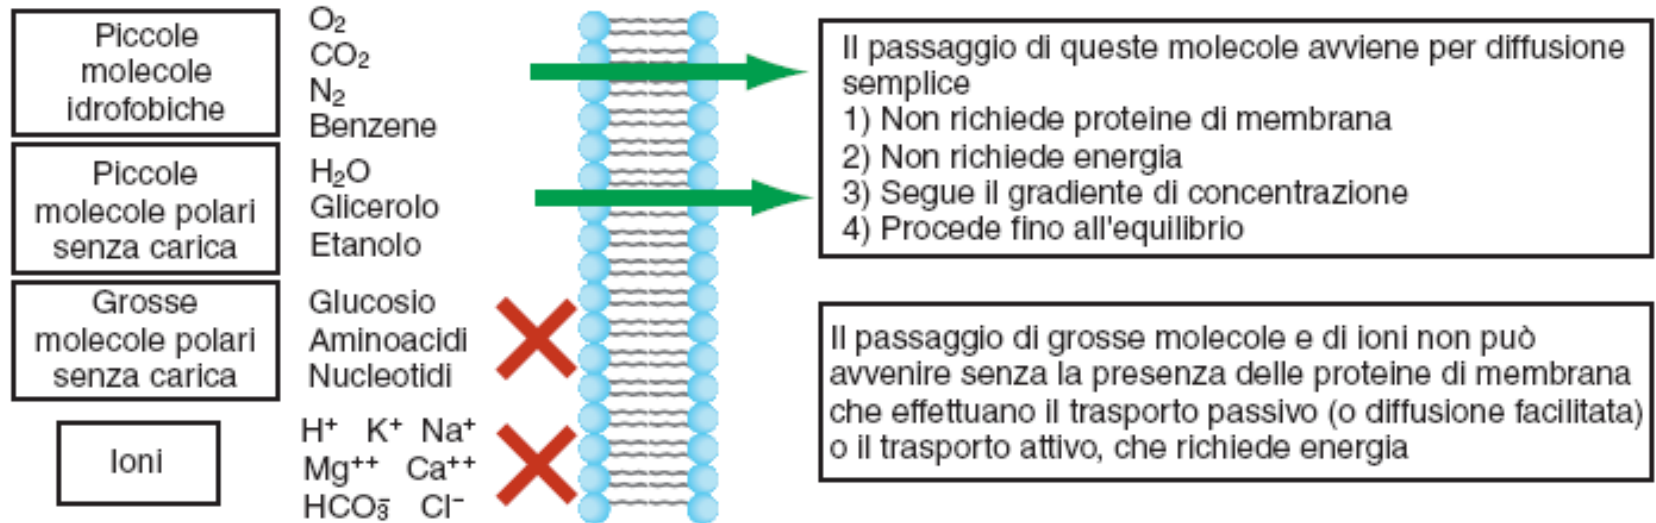 Piccole
molecole
idrofobiche
O₂
CO₂
N₂
Benzene
Il passaggio di queste molecole avviene per diffusione
semplice
1) Non richiede proteine di membrana
2) Non richiede energia
3) Segue il gradiente di concentrazione
4) Procede fino all'equilibrio
Piccole
molecole polari
senza carica
H₂O
Glicerolo
Etanolo
Grosse
molecole polari
senza carica
Glucosio
Aminoacidi
Nucleotidi
Il passaggio di grosse molecole e di ioni non può
avvenire senza la presenza delle proteine di membrana
che effettuano il trasporto passivo (o diffusione facilitata)
o il trasporto attivo, che richiede energia
Ioni
H⁺ K⁺ Na⁺
Mg⁺⁺ Ca⁺⁺
HCO₃⁻ Cl⁻